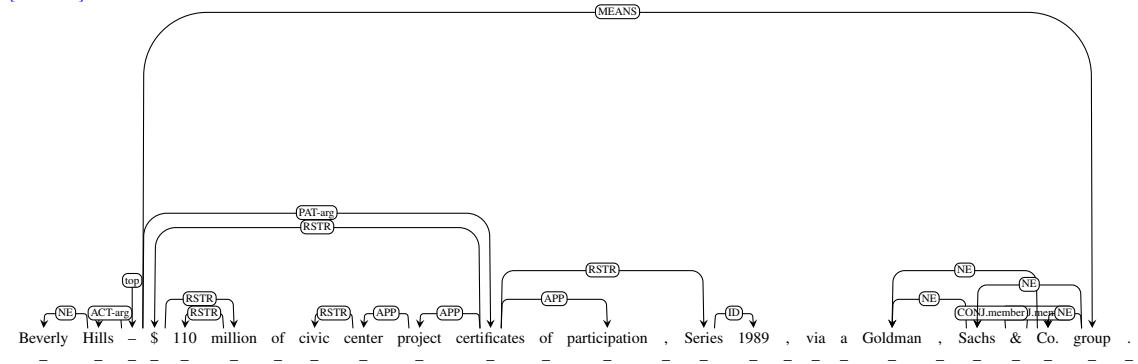 MEANS
PAT-arg
RSTR
top
RSTR NE
RSTR APP NE NE
NE ACT-arg RSTR RSTR APP APP ID CONJ.member J.mem NE
Beverly Hills – $ 110 million of civic center project certificates of participation , Series 1989 , via a Goldman , Sachs & Co. group .